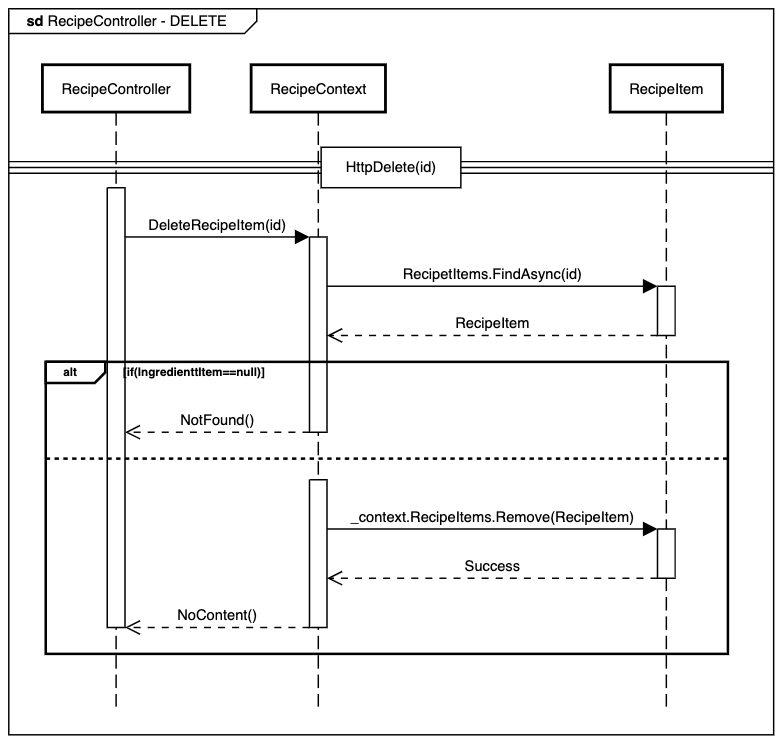 sd RecipeController - DELETE
RecipeController
RecipeContext
RecipeItem
HttpDelete(id)
DeleteRecipeItem(id)
RecipetItems.FindAsync(id)
RecipeItem
alt
[if(IngredienttItem==null)]
NotFound()
_context.RecipeItems.Remove(RecipeItem)
Success
NoContent()